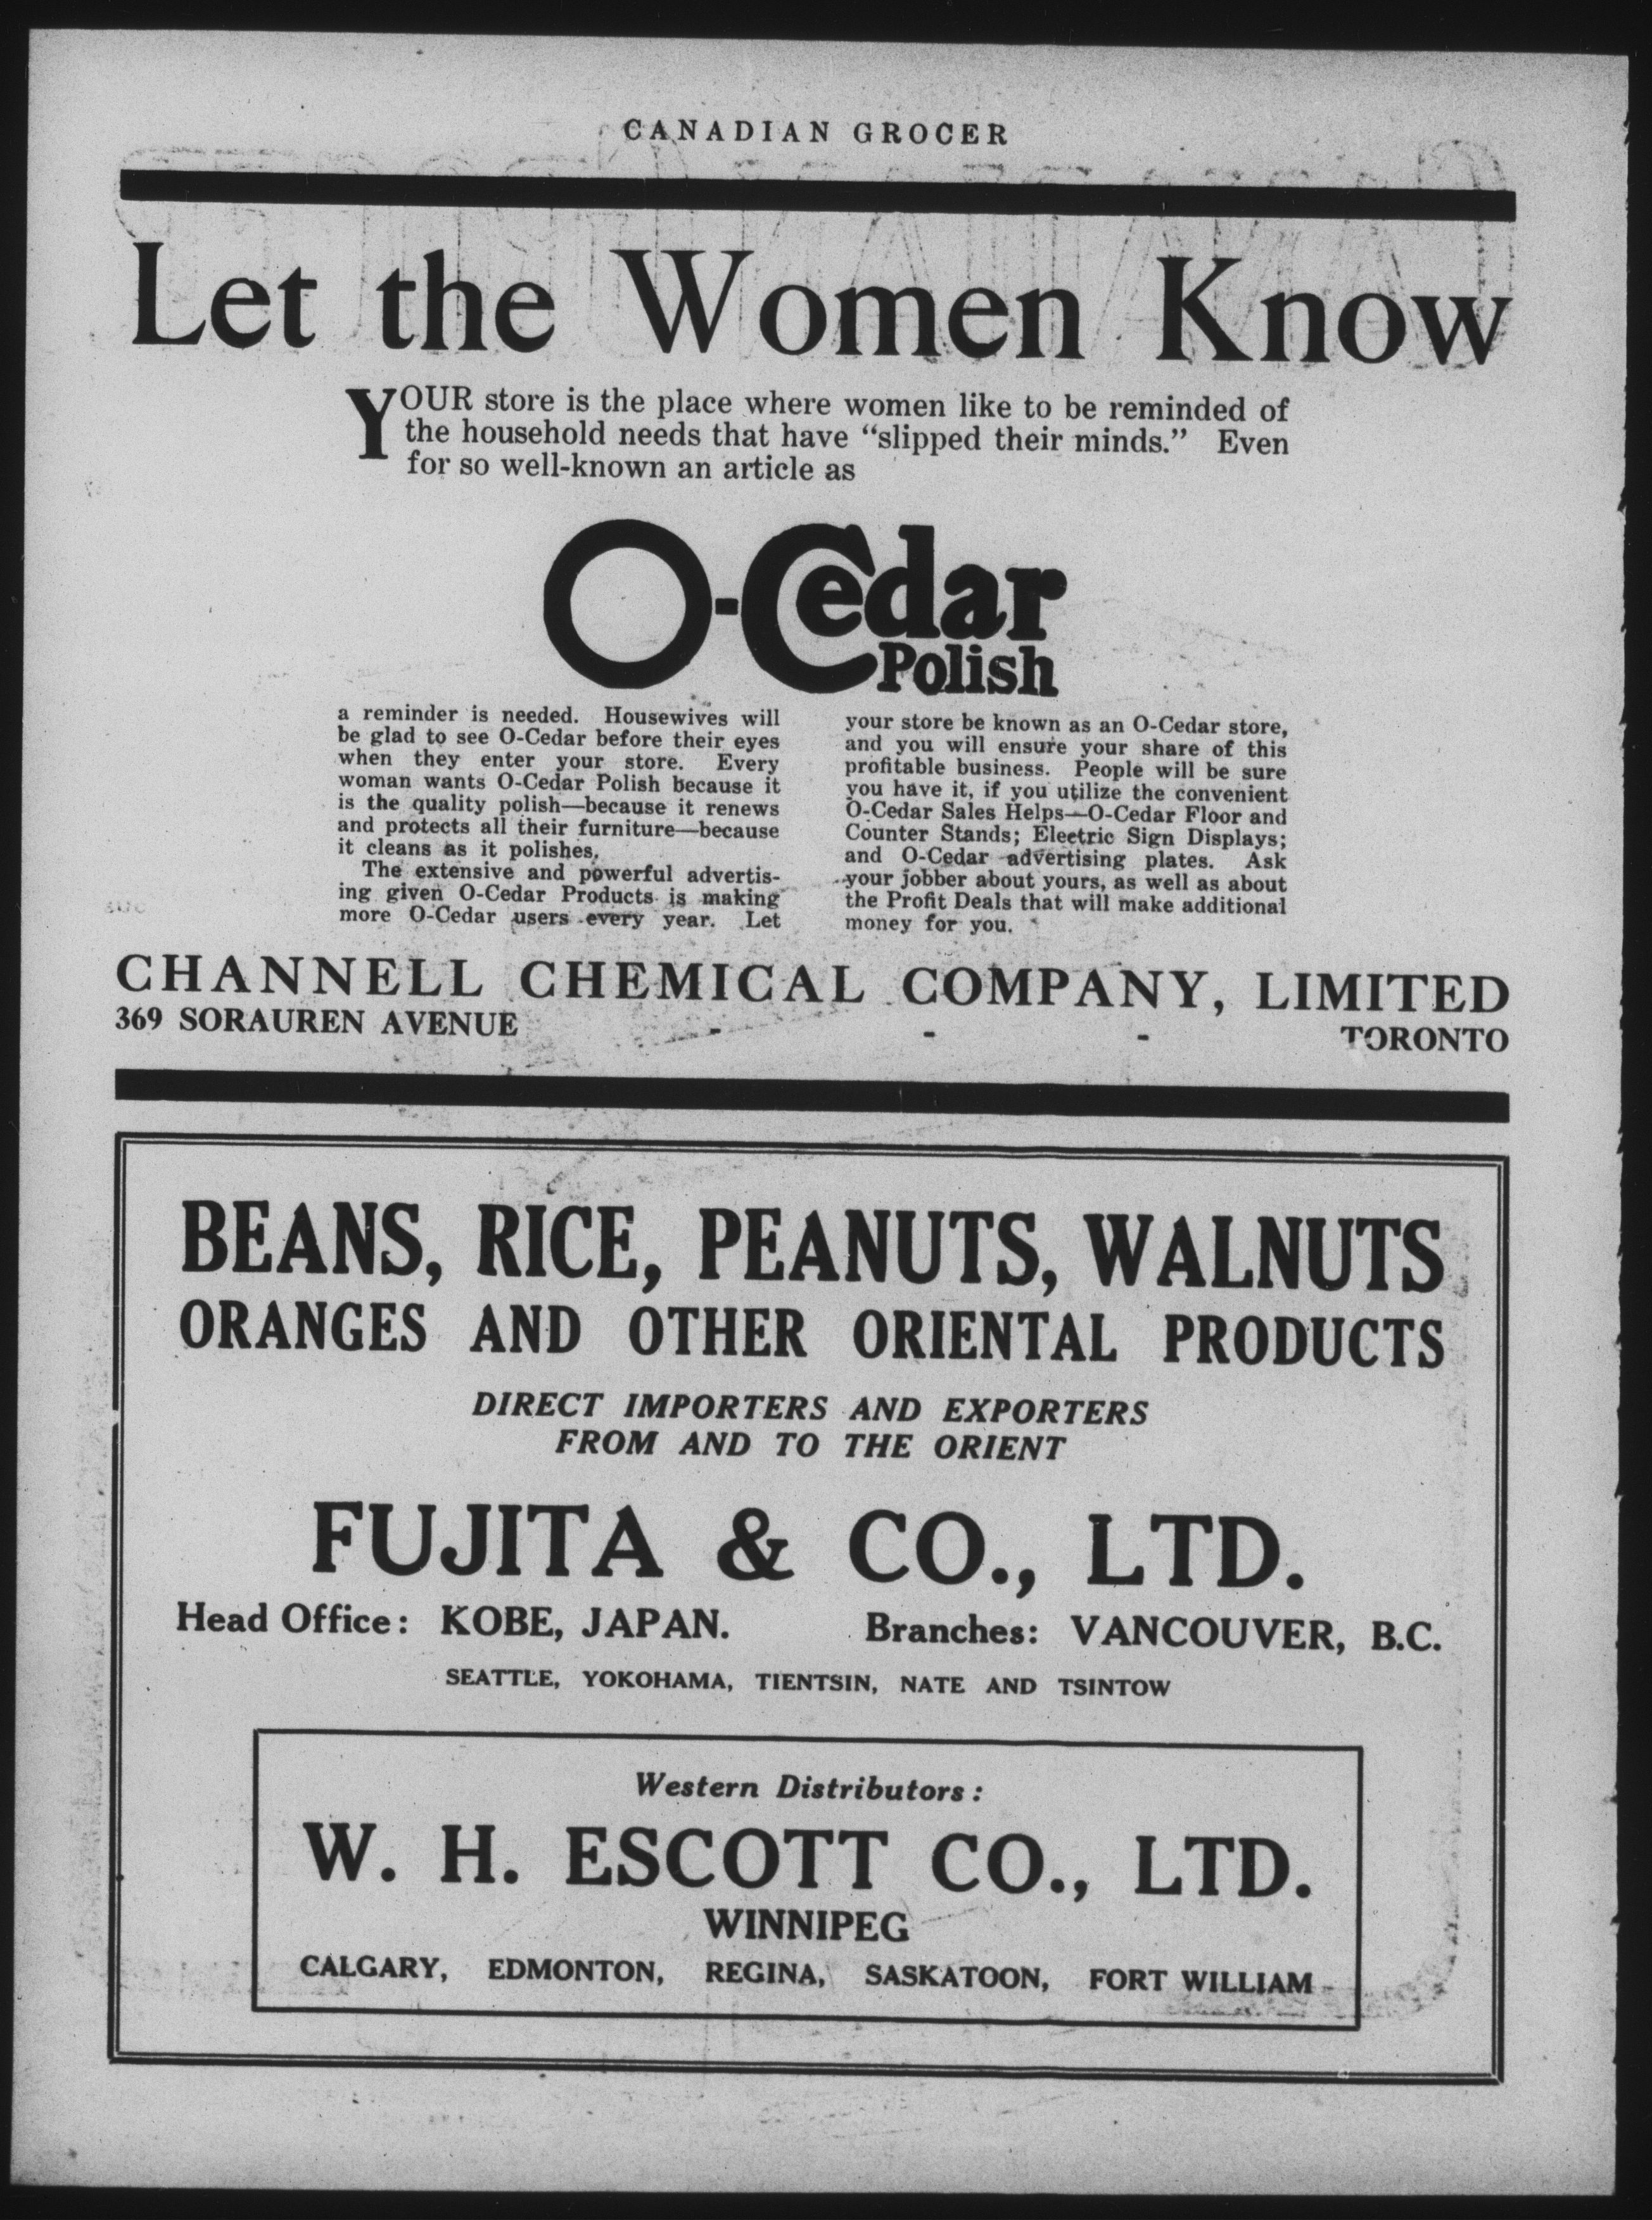 CANADIAN GROCER
Let the Women Know
YOUR store is the place where women like to be reminded of
the household needs that have “slipped their minds.” Even
for so well-known an article as
O-Cedar
Polish
a reminder is needed. Housewives will
be glad to see O-Cedar before their eyes
when they enter your store. Every
woman wants O-Cedar Polish because it
is the quality polish—because it renews
and protects all their furniture—because
it cleans as it polishes.
The extensive and powerful advertis-
ing given O-Cedar Products is making
more O-Cedar users every year. Let
your store be known as an O-Cedar store,
and you will ensure your share of this
profitable business. People will be sure
you have it, if you utilize the convenient
O-Cedar Sales Helps—O-Cedar Floor and
Counter Stands; Electric Sign Displays;
and O-Cedar advertising plates. Ask
your jobber about yours, as well as about
the Profit Deals that will make additional
money for you.
CHANNELL CHEMICAL COMPANY, LIMITED
369 SORAUREN AVENUE - - - TORONTO
BEANS, RICE, PEANUTS, WALNUTS
ORANGES AND OTHER ORIENTAL PRODUCTS
DIRECT IMPORTERS AND EXPORTERS
FROM AND TO THE ORIENT
FUJITA & CO., LTD.
Head Office: KOBE, JAPAN. Branches: VANCOUVER, B.C.
SEATTLE, YOKOHAMA, TIENTSIN, NATE AND TSINTOW
Western Distributors:
W. H. ESCOTT CO., LTD.
WINNIPEG
CALGARY, EDMONTON, REGINA, SASKATOON, FORT WILLIAM